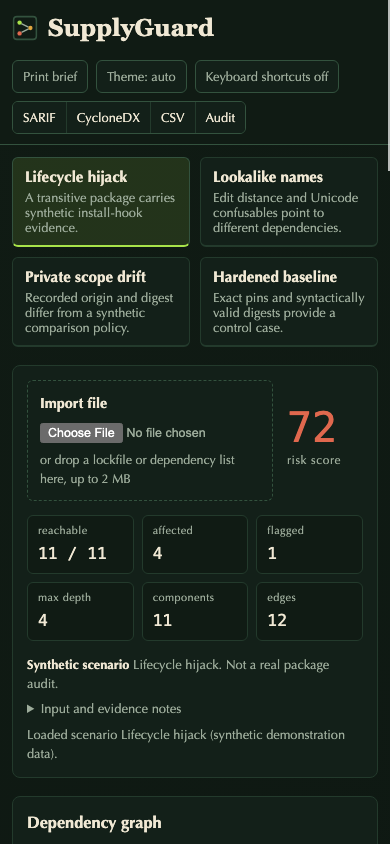 SupplyGuard
Print brief
Theme: auto
Keyboard shortcuts off
SARIF
CycloneDX
CSV
Audit
Lifecycle hijack
A transitive package carries
synthetic install-hook
evidence.
Lookalike names
Edit distance and Unicode
confusables point to
different dependencies.
Private scope drift
Recorded origin and digest
differ from a synthetic
comparison policy.
Hardened baseline
Exact pins and syntactically
valid digests provide a
control case.
Import file
Choose File No file chosen
or drop a lockfile or dependency list
here, up to 2 MB
72
risk score
reachable
11 / 11
affected
4
flagged
1
max depth
4
components
11
edges
12
Synthetic scenario Lifecycle hijack. Not a real package
audit.
Input and evidence notes
Loaded scenario Lifecycle hijack (synthetic demonstration
data).
Dependency graph